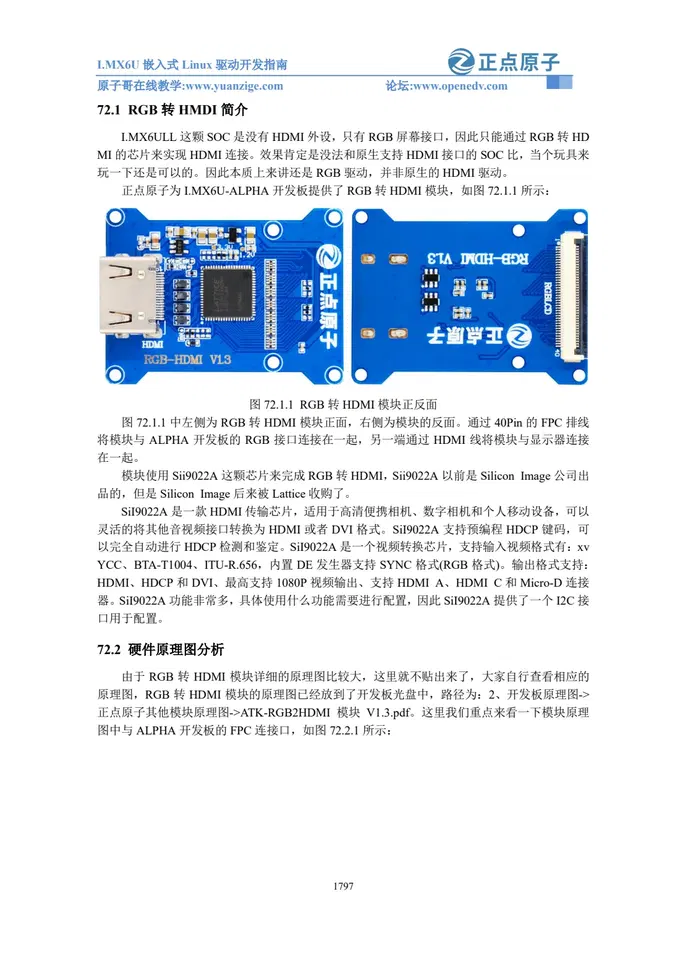 I.MX6U 嵌入式 Linux 驱动开发指南
正点原子
原子哥在线教学:www.yuanzige.com
论坛:www.openedv.com
72.1 RGB 转 HMDI 简介
I.MX6ULL 这颗 SOC 是没有 HDMI 外设，只有 RGB 屏幕接口，因此只能通过 RGB 转 HD
MI 的芯片来实现 HDMI 连接。效果肯定是没法和原生支持 HDMI 接口的 SOC 比，当个玩具来
玩一下还是可以的。因此本质上来讲还是 RGB 驱动，并非原生的 HDMI 驱动。
正点原子为 I.MX6U-ALPHA 开发板提供了 RGB 转 HDMI 模块，如图 72.1.1 所示：
正点原子
HDMI
RGB-HDMI V1.3
RGB-HDMI V1.3
RGBLCD
正点原子
图 72.1.1 RGB 转 HDMI 模块正反面
图 72.1.1 中左侧为 RGB 转 HDMI 模块正面，右侧为模块的反面。通过 40Pin 的 FPC 排线
将模块与 ALPHA 开发板的 RGB 接口连接在一起，另一端通过 HDMI 线将模块与显示器连接
在一起。
模块使用 Sii9022A 这颗芯片来完成 RGB 转 HDMI，Sii9022A 以前是 Silicon Image 公司出
品的，但是 Silicon Image 后来被 Lattice 收购了。
SiI9022A 是一款 HDMI 传输芯片，适用于高清便携相机、数字相机和个人移动设备，可以
灵活的将其他音视频接口转换为 HDMI 或者 DVI 格式。SiI9022A 支持预编程 HDCP 键码，可
以完全自动进行 HDCP 检测和鉴定。SiI9022A 是一个视频转换芯片，支持输入视频格式有：xv
YCC、BTA-T1004、ITU-R.656，内置 DE 发生器支持 SYNC 格式(RGB 格式)。输出格式支持：
HDMI、HDCP 和 DVI、最高支持 1080P 视频输出、支持 HDMI A、HDMI C 和 Micro-D 连接
器。SiI9022A 功能非常多，具体使用什么功能需要进行配置，因此 SiI9022A 提供了一个 I2C 接
口用于配置。
72.2 硬件原理图分析
由于 RGB 转 HDMI 模块详细的原理图比较大，这里就不贴出来了，大家自行查看相应的
原理图，RGB 转 HDMI 模块的原理图已经放到了开发板光盘中，路径为：2、开发板原理图->
正点原子其他模块原理图->ATK-RGB2HDMI 模块 V1.3.pdf。这里我们重点来看一下模块原理
图中与 ALPHA 开发板的 FPC 连接口，如图 72.2.1 所示：
1797